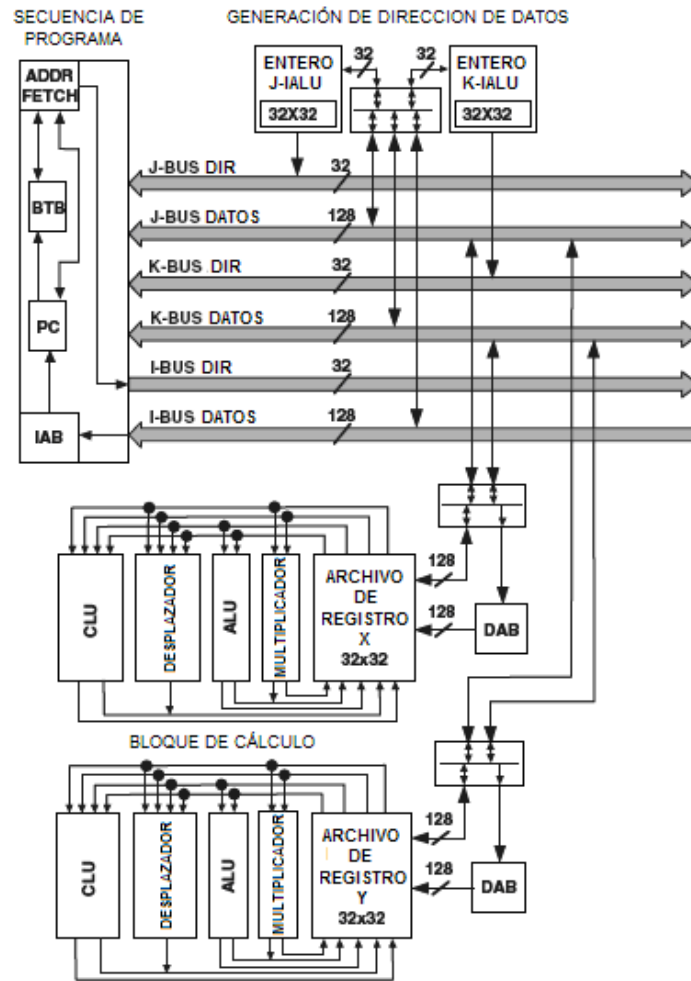 SECUENCIA DE
PROGRAMA
GENERACIÓN DE DIRECCION DE DATOS
ADDR
FETCH
BTB
PC
IAB
ENTERO
J-IALU
32X32
32
32
ENTERO
K-IALU
32X32
J-BUS DIR
32
J-BUS DATOS
128
K-BUS DIR
32
K-BUS DATOS
128
I-BUS DIR
32
I-BUS DATOS
128
CLU
DESPLAZADOR
ALU
MULTIPLICADOR
ARCHIVO
DE
REGISTRO
X
32x32
128
128
DAB
BLOQUE DE CÁLCULO
CLU
DESPLAZADOR
ALU
MULTIPLICADOR
ARCHIVO
DE
REGISTRO
Y
32x32
128
128
DAB